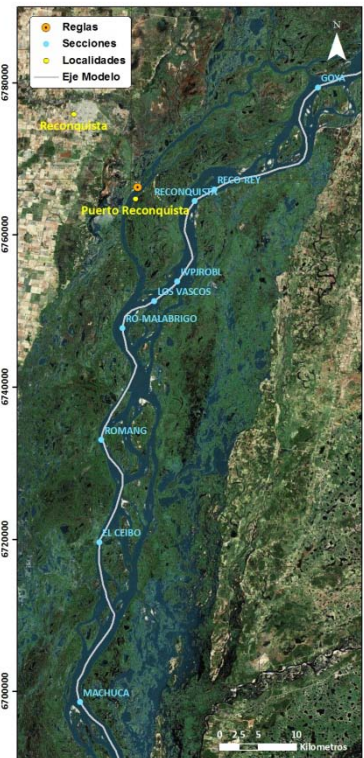 Reglas
Secciones
Localidades
Eje Modelo
N
GOYA
6780000
Reconquista
RECO-REY
RECONQUISTA
Puerto Reconquista
6760000
LOS VASCOS
RO-MALABRIGO
6740000
ROMANG
6720000
EL CEIBO
6700000
MACHUCA
0 2.5 5 10
Kilometros